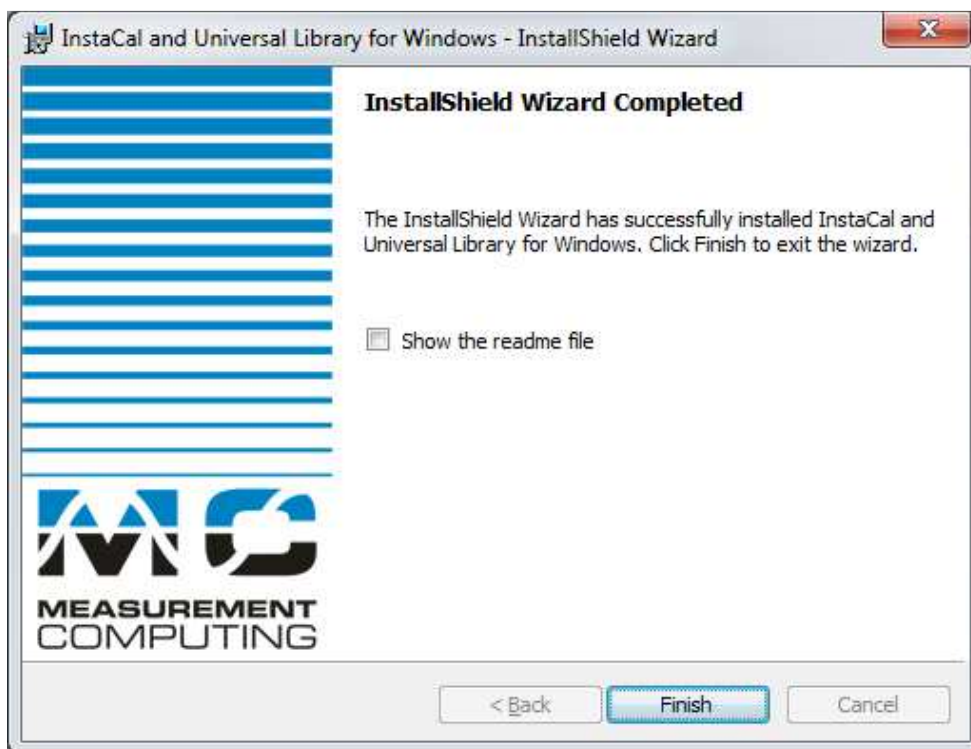 InstaCal and Universal Library for Windows - InstallShield Wizard
InstallShield Wizard Completed
The InstallShield Wizard has successfully installed InstaCal and
Universal Library for Windows. Click Finish to exit the wizard.
Show the readme file
MC
MEASUREMENT
COMPUTING
< Back
Finish
Cancel